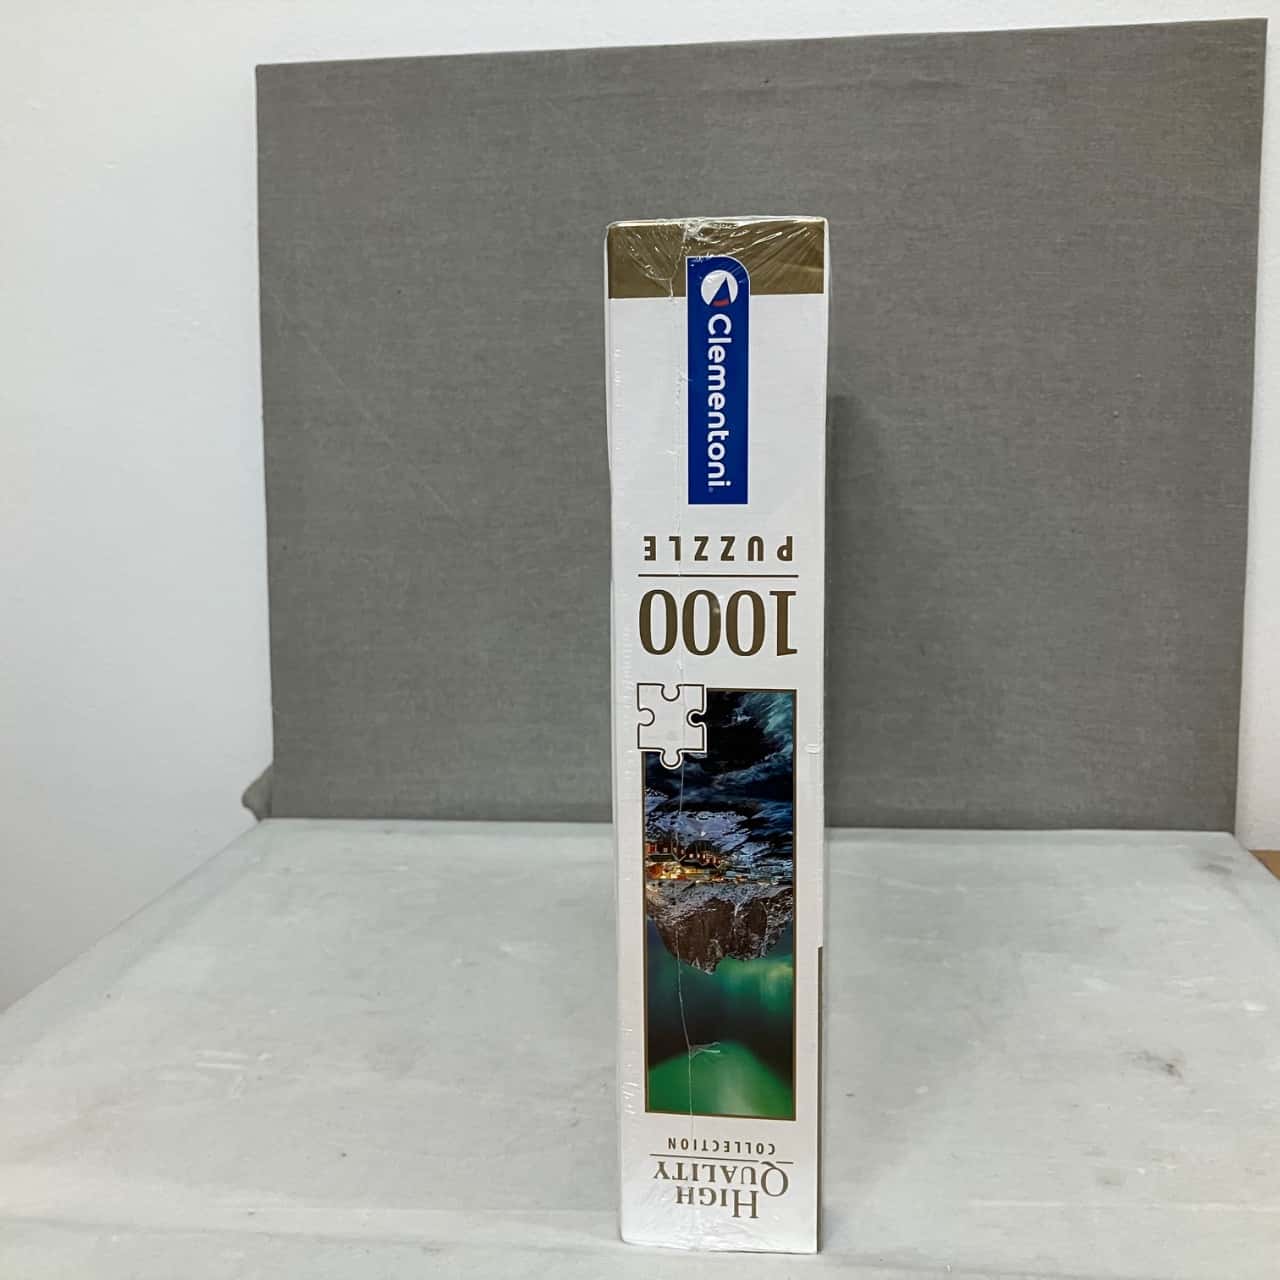 Clementoni
HIGH
QUALITY
COLLECTION
1000
PUZZLE